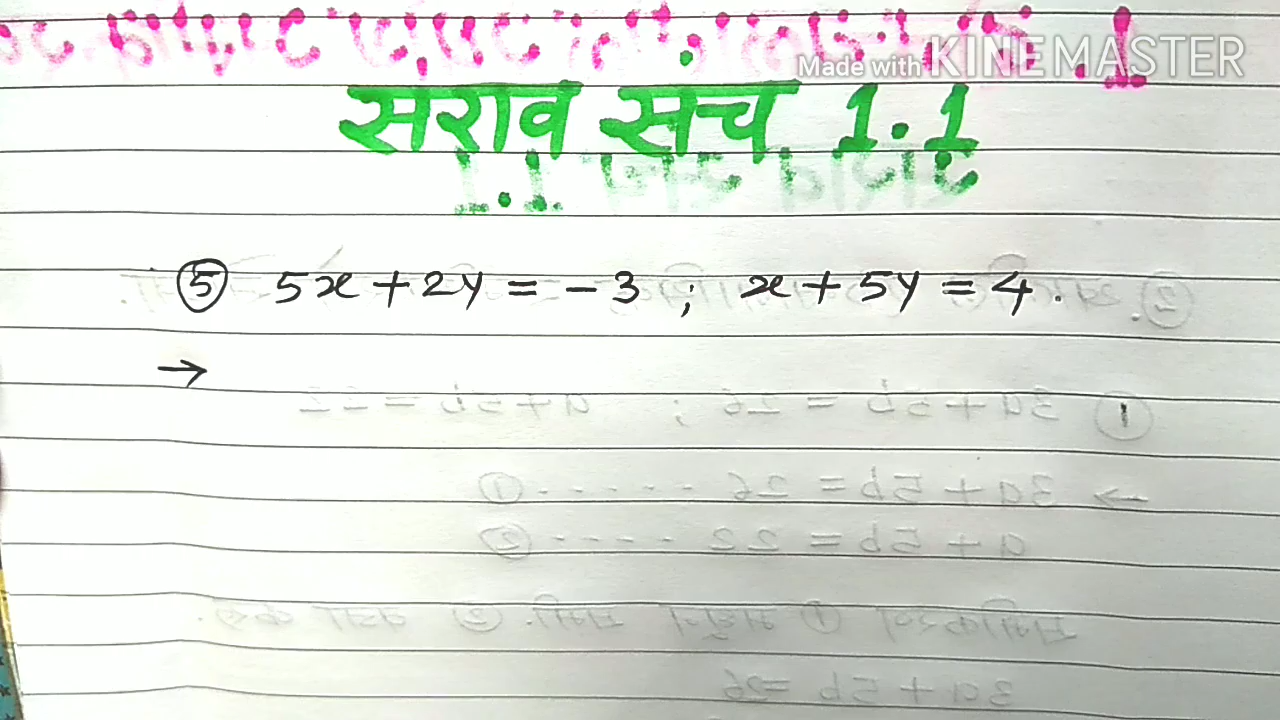 Made with KINEMASTER
सराव संच 1.1
⑤ 5x + 2y = -3 ; x + 5y = 4 .
→